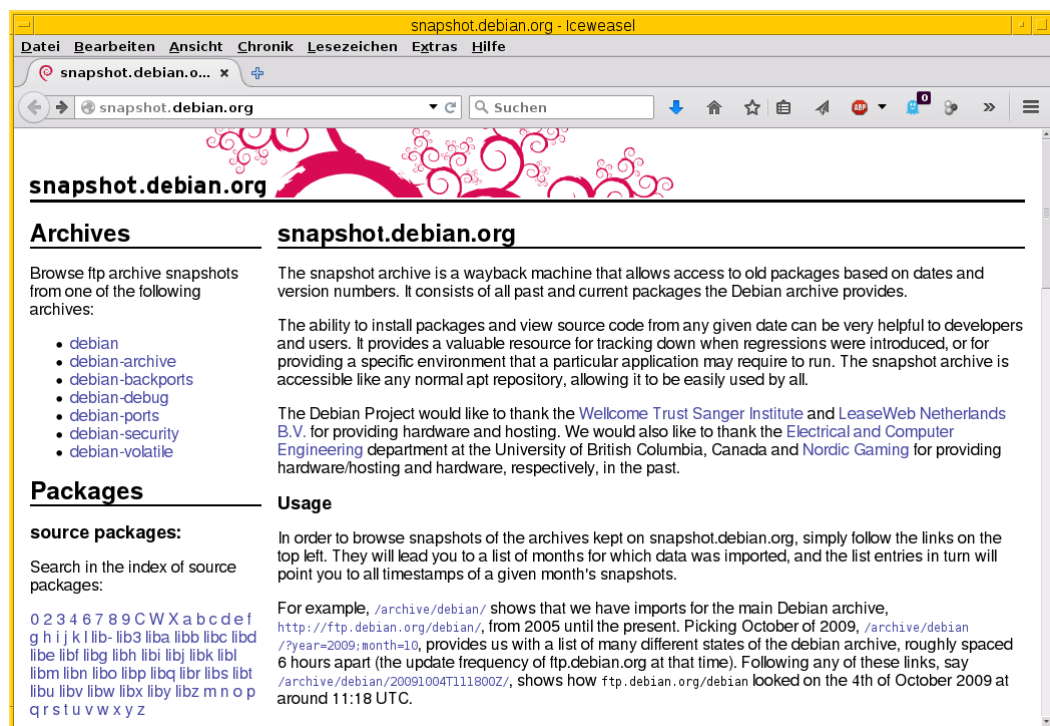 snapshot.debian.org - Iceweasel
Datei Bearbeiten Ansicht Chronik Lesezeichen Extras Hilfe
snapshot.debian.o... ×
snapshot.debian.org
Suchen
ABP
0
»
snapshot.debian.org
Archives
Browse ftp archive snapshots
from one of the following
archives:
• debian
• debian-archive
• debian-backports
• debian-debug
• debian-ports
• debian-security
• debian-volatile
Packages
source packages:
Search in the index of source
packages:
0 2 3 4 6 7 8 9 C W X a b c d e f
g h i j k l lib- lib3 liba libb libc libd
libe libf libg libh libi libj libk libl
libm libn libo libp libq libr libs libt
libu libv libw libx liby libz m n o p
q r s t u v w x y z
snapshot.debian.org
The snapshot archive is a wayback machine that allows access to old packages based on dates and
version numbers. It consists of all past and current packages the Debian archive provides.
The ability to install packages and view source code from any given date can be very helpful to developers
and users. It provides a valuable resource for tracking down when regressions were introduced, or for
providing a specific environment that a particular application may require to run. The snapshot archive is
accessible like any normal apt repository, allowing it to be easily used by all.
The Debian Project would like to thank the Wellcome Trust Sanger Institute and LeaseWeb Netherlands
B.V. for providing hardware and hosting. We would also like to thank the Electrical and Computer
Engineering department at the University of British Columbia, Canada and Nordic Gaming for providing
hardware/hosting and hardware, respectively, in the past.
Usage
In order to browse snapshots of the archives kept on snapshot.debian.org, simply follow the links on the
top left. They will lead you to a list of months for which data was imported, and the list entries in turn will
point you to all timestamps of a given month's snapshots.
For example, /archive/debian/ shows that we have imports for the main Debian archive,
http://ftp.debian.org/debian/, from 2005 until the present. Picking October of 2009, /archive/debian
/?year=2009;month=10, provides us with a list of many different states of the debian archive, roughly spaced
6 hours apart (the update frequency of ftp.debian.org at that time). Following any of these links, say
/archive/debian/20091004T111800Z/, shows how ftp.debian.org/debian looked on the 4th of October 2009 at
around 11:18 UTC.